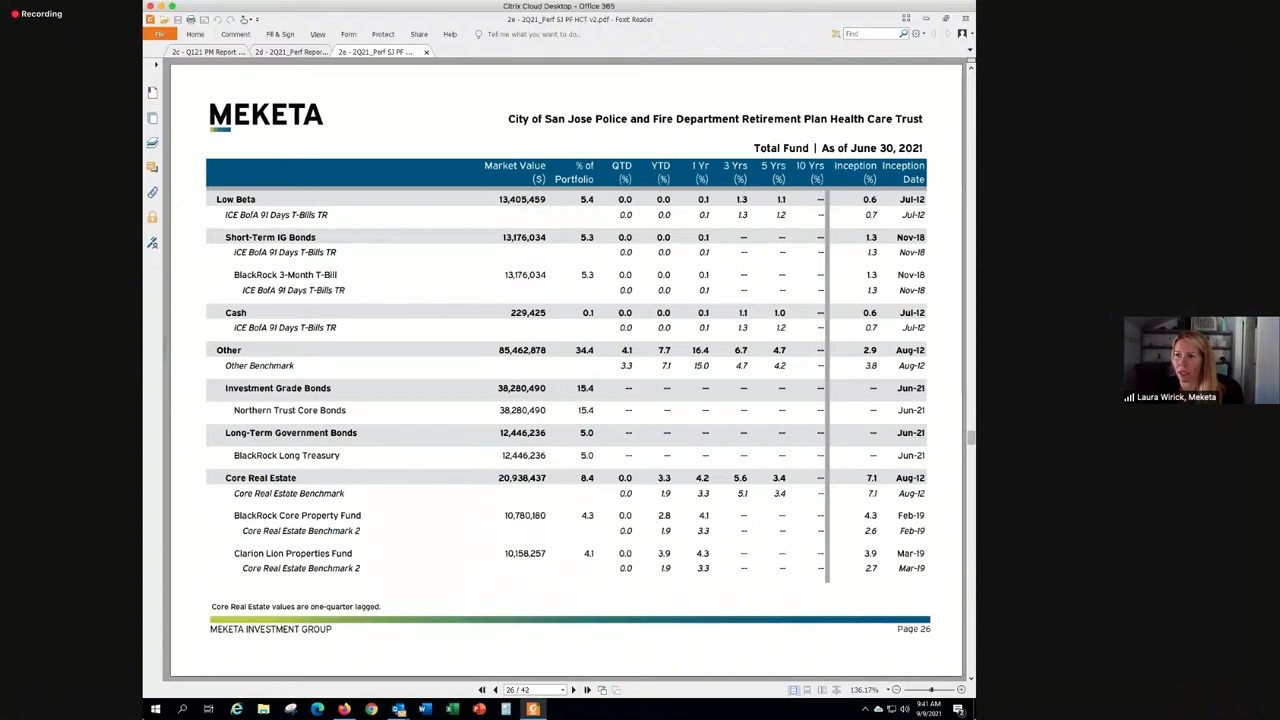 Recording
Citrix Cloud Desktop - Office 365
2e - 2Q21_Perf SJ PF HCT v2.pdf - Foxit Reader
File Home Comment Fill & Sign View Form Protect Share Help Tell me what you want to do.. Find
2c - Q121 PM Report ... 2d - 2Q21_Perf Repor... 2e - 2Q21_Perf SJ PF ...
MEKETA
City of San Jose Police and Fire Department Retirement Plan Health Care Trust
Total Fund | As of June 30, 2021
Market Value ($) % of Portfolio QTD (%) YTD (%) 1 Yr (%) 3 Yrs (%) 5 Yrs (%) 10 Yrs (%) Inception (%) Inception Date
Low Beta 13,405,459 5.4 0.0 0.0 0.1 1.3 1.1 -- 0.6 Jul-12
ICE BofA 91 Days T-Bills TR 0.0 0.0 0.1 1.3 1.2 0.7 Jul-12
Short-Term IG Bonds 13,176,034 5.3 0.0 0.0 0.1 -- -- -- 1.3 Nov-18
ICE BofA 91 Days T-Bills TR 0.0 0.0 0.1 -- -- -- 1.3 Nov-18
BlackRock 3-Month T-Bill 13,176,034 5.3 0.0 0.0 0.1 -- -- -- 1.3 Nov-18
ICE BofA 91 Days T-Bills TR 0.0 0.0 0.1 -- -- -- 1.3 Nov-18
Cash 229,425 0.1 0.0 0.0 0.1 1.1 1.0 -- 0.6 Jul-12
ICE BofA 91 Days T-Bills TR 0.0 0.0 0.1 1.3 1.2 -- 0.7 Jul-12
Other 85,462,878 34.4 4.1 7.7 16.4 6.7 4.7 -- 2.9 Aug-12
Other Benchmark 3.3 7.1 15.0 4.7 4.2 -- 3.8 Aug-12
Investment Grade Bonds 38,280,490 15.4 -- -- -- -- -- -- -- Jun-21
Northern Trust Core Bonds 38,280,490 15.4 -- -- -- -- -- -- -- Jun-21
Long-Term Government Bonds 12,446,236 5.0 -- -- -- -- -- -- -- Jun-21
BlackRock Long Treasury 12,446,236 5.0 -- -- -- -- -- -- -- Jun-21
Core Real Estate 20,938,437 8.4 0.0 3.3 4.2 5.6 3.4 -- 7.1 Aug-12
Core Real Estate Benchmark 0.0 1.9 3.3 5.1 3.4 -- 7.1 Aug-12
BlackRock Core Property Fund 10,780,180 4.3 0.0 2.8 4.1 -- -- -- 4.3 Feb-19
Core Real Estate Benchmark 2 0.0 1.9 3.3 -- -- -- 2.6 Feb-19
Clarion Lion Properties Fund 10,158,257 4.1 0.0 3.9 4.3 -- -- -- 3.9 Mar-19
Core Real Estate Benchmark 2 0.0 1.9 3.3 -- -- -- 2.7 Mar-19
Core Real Estate values are one-quarter lagged.
MEKETA INVESTMENT GROUP
Page 26
Laura Wirick, Meketa
26 / 42
136.17%
9:41 AM
9/9/2021